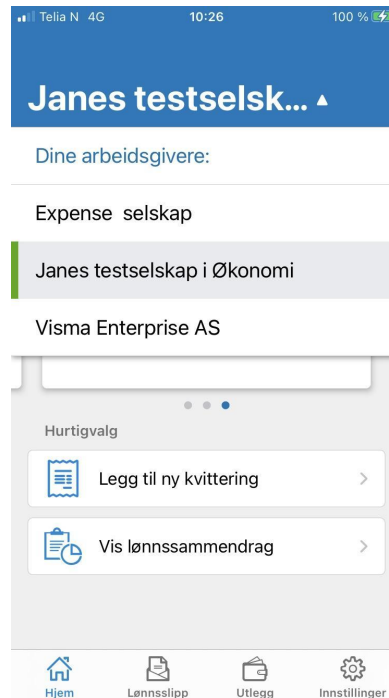 Telia N 4G 10:26 100 %
Janes testselsk...
Dine arbeidsgivere:
Expense selskap
Janes testselskap i Økonomi
Visma Enterprise AS
Hurtigvalg
Legg til ny kvittering
Vis lønnssammendrag
Hjem Lønnsslipp Utlegg Innstillinger